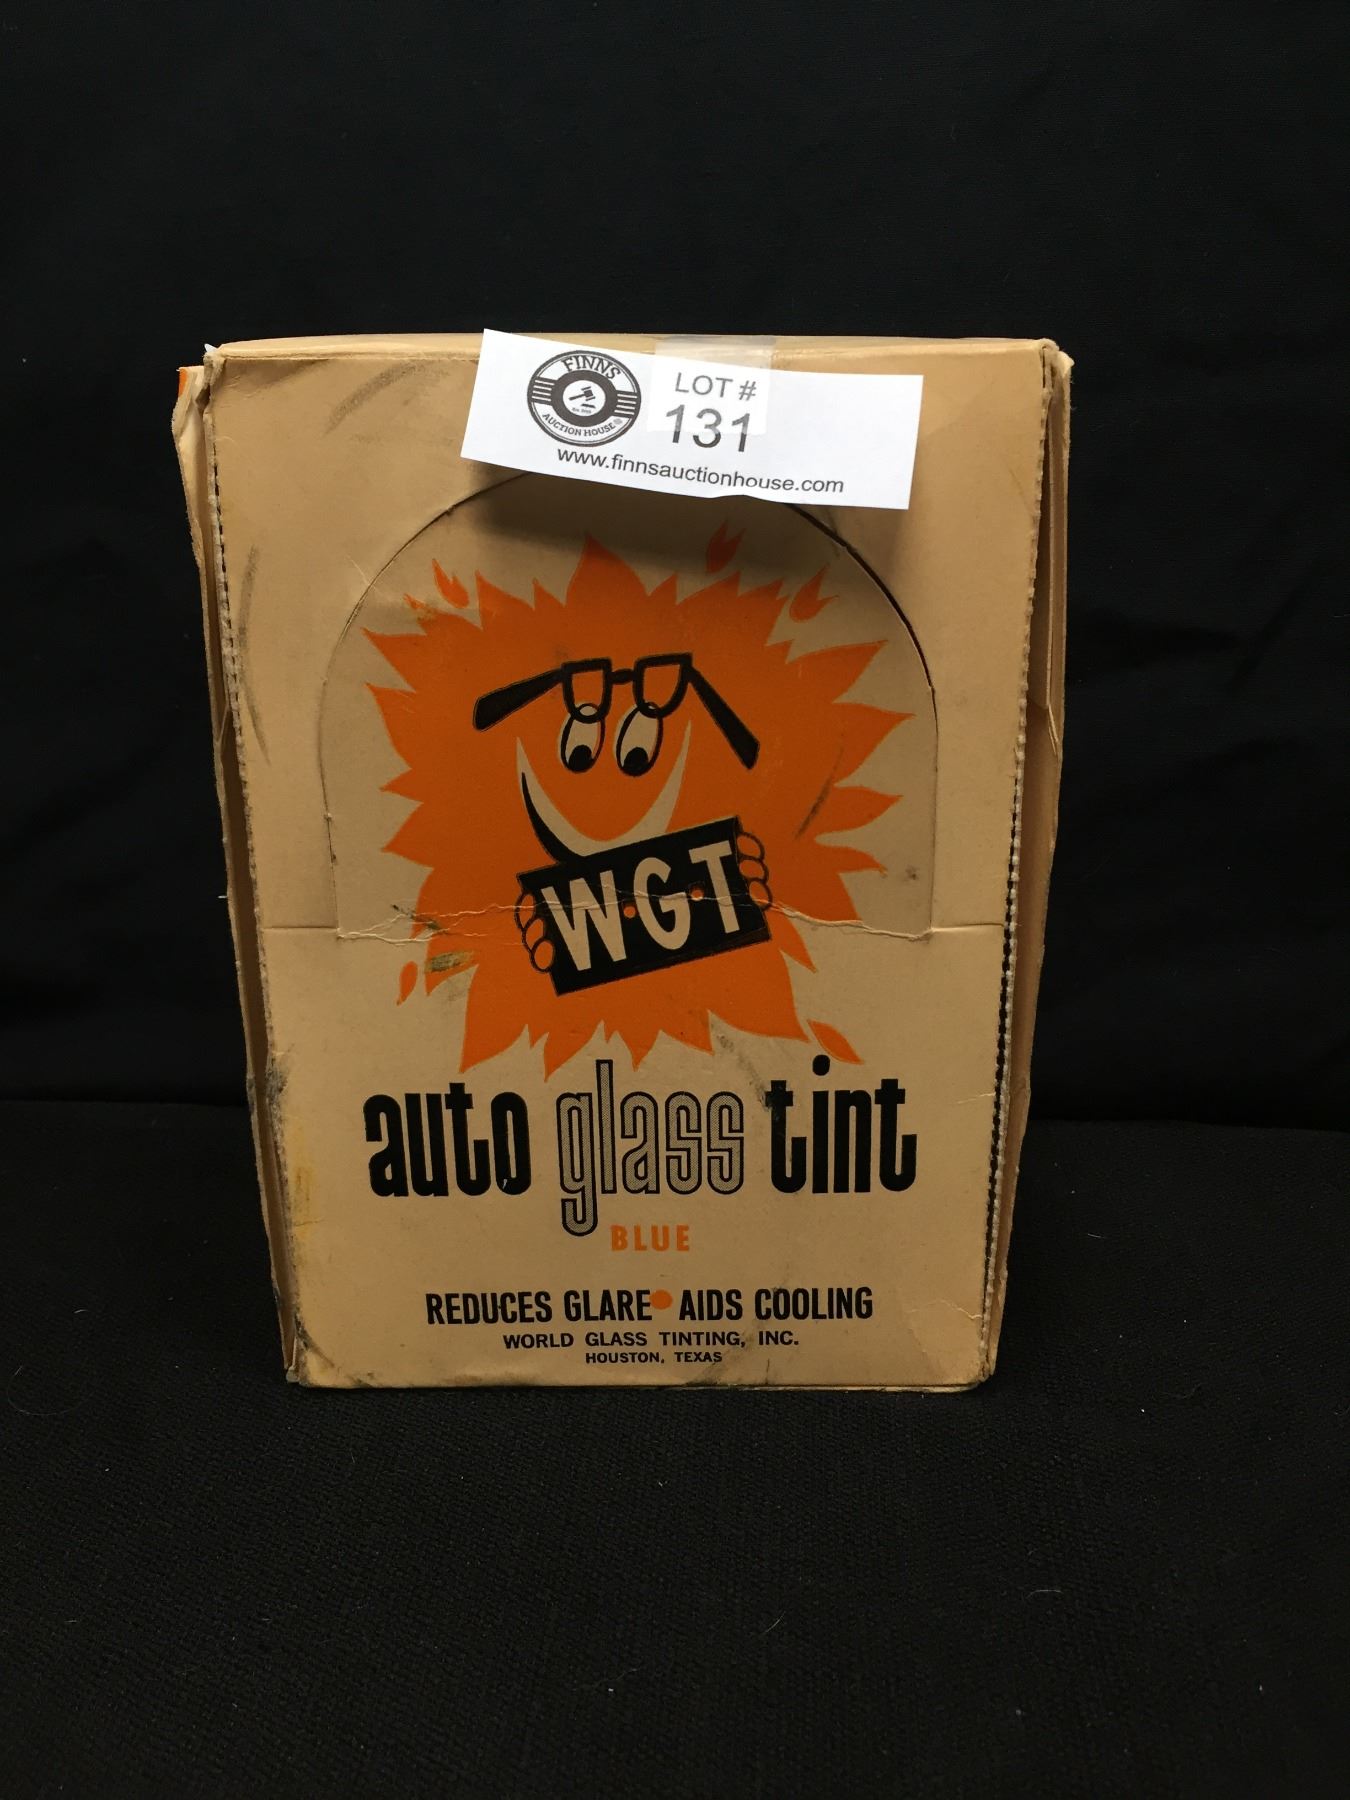 FINNS
AUCTION HOUSE
LOT #
131
www.finnsauctionhouse.com
W.G.T
auto glass tint
BLUE
REDUCES GLARE • AIDS COOLING
WORLD GLASS TINTING, INC.
HOUSTON, TEXAS